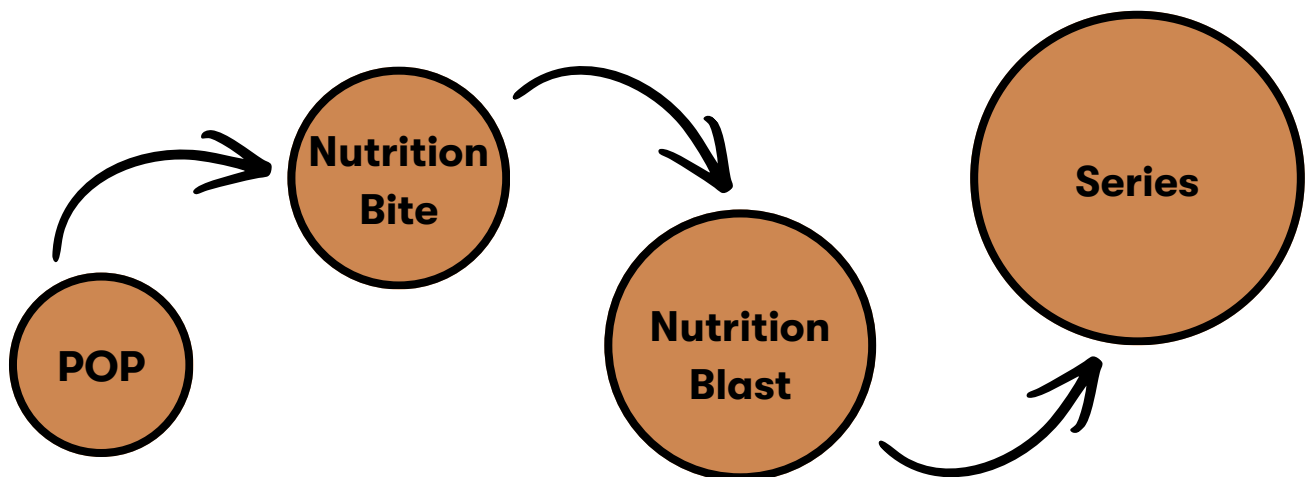 POP
Nutrition
Bite
Nutrition
Blast
Series